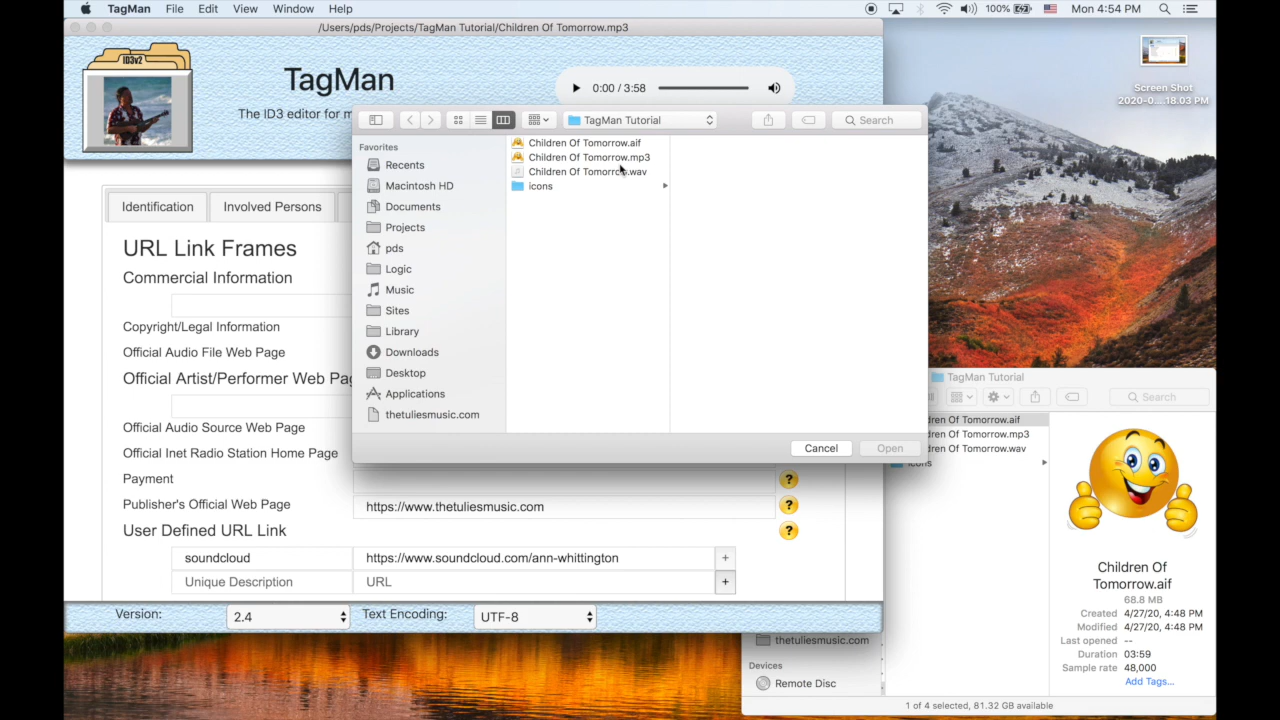 TagMan File Edit View Window Help
100% Mon 4:54 PM
/Users/pds/Projects/TagMan Tutorial/Children Of Tomorrow.mp3
ID3v2
TagMan
The ID3 editor for m
0:00 / 3:58
Screen Shot
2020-0....18.03 PM
TagMan Tutorial
Search
Favorites
Recents
Macintosh HD
Documents
Projects
pds
Logic
Music
Sites
Library
Downloads
Desktop
Applications
thetuliesmusic.com
Children Of Tomorrow.aif
Children Of Tomorrow.mp3
Children Of Tomorrow.wav
icons
Cancel Open
Identification Involved Persons
URL Link Frames
Commercial Information
Copyright/Legal Information
Official Audio File Web Page
Official Artist/Performer Web Pag
Official Audio Source Web Page
Official Inet Radio Station Home Page
Payment ?
Publisher's Official Web Page https://www.thetuliesmusic.com ?
User Defined URL Link ?
soundcloud https://www.soundcloud.com/ann-whittington +
Unique Description URL +
Version: 2.4 Text Encoding: UTF-8
TagMan Tutorial
Search
dren Of Tomorrow.aif
dren Of Tomorrow.mp3
dren Of Tomorrow.wav
icons
Children Of
Tomorrow.aif
68.8 MB
Created 4/27/20, 4:48 PM
Modified 4/27/20, 4:48 PM
Last opened --
Duration 03:59
Sample rate 48,000
Add Tags...
thetuliesmusic.com
Devices
Remote Disc
1 of 4 selected, 81.32 GB available